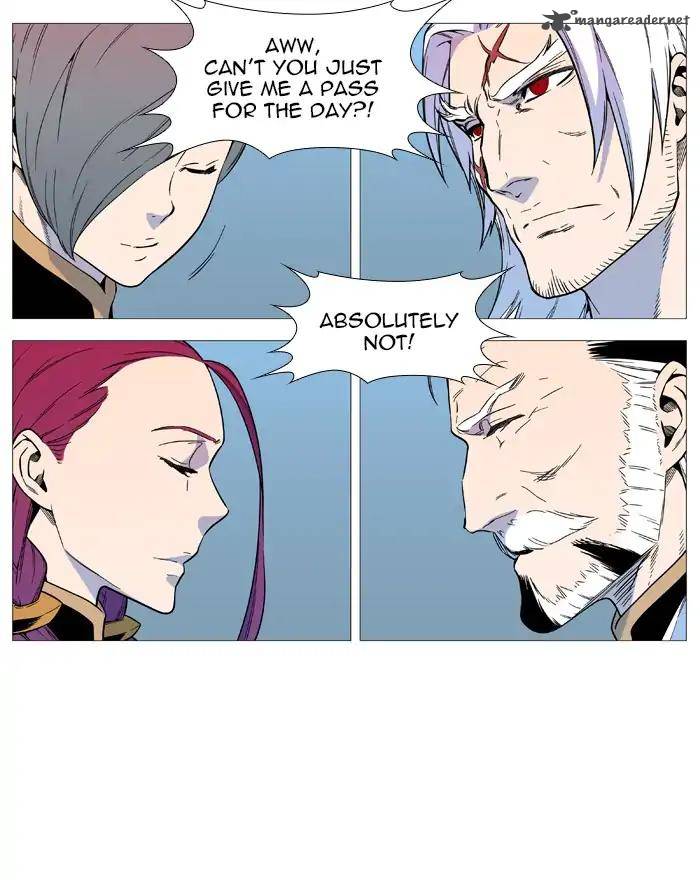 mangareader.net
AWW,
CAN'T YOU JUST
GIVE ME A PASS
FOR THE DAY?!
ABSOLUTELY
NOT!